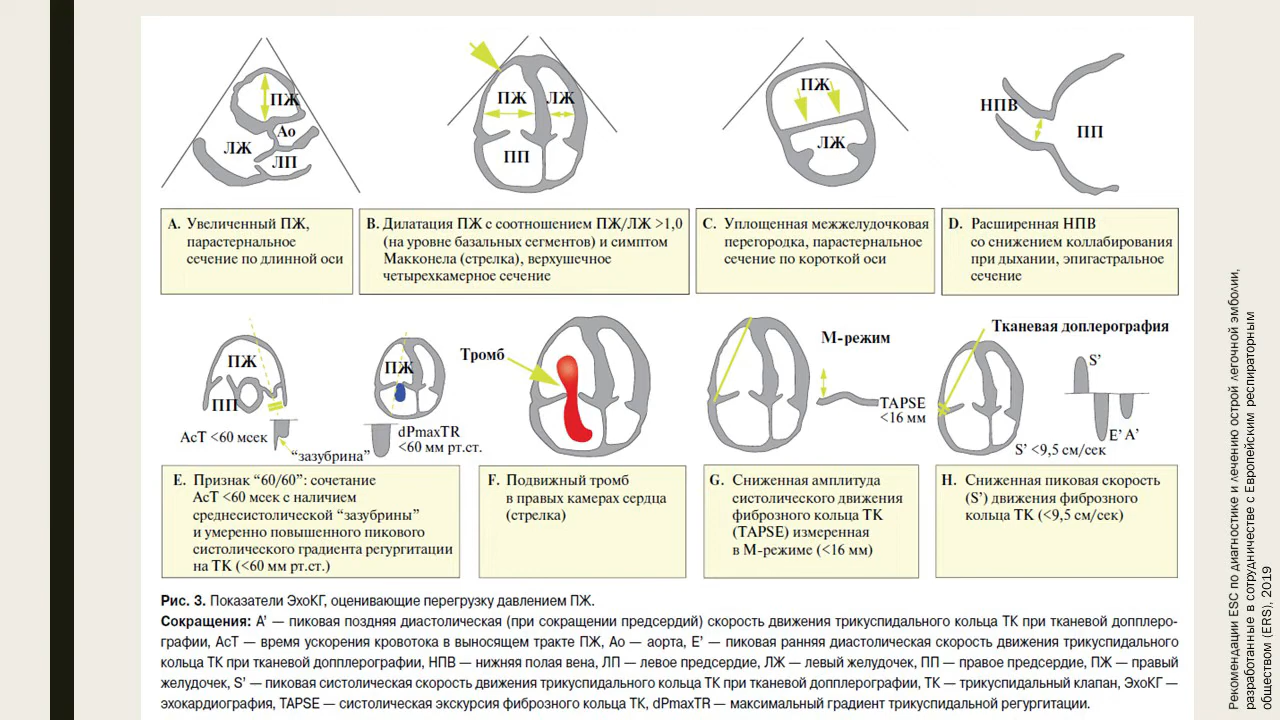 ПЖ
Ао
ЛЖ
ЛП
ПЖ
ЛЖ
ПП
ПЖ
ЛЖ
НПВ
ПП
A. Увеличенный ПЖ,
парастернальное
сечение по длинной оси
B. Дилатация ПЖ с соотношением ПЖ/ЛЖ >1,0
(на уровне базальных сегментов) и симптом
Макконела (стрелка), верхушечное
четырехкамерное сечение
C. Уплощенная межжелудочковая
перегородка, парастернальное
сечение по короткой оси
D. Расширенная НПВ
со снижением коллабирования
при дыхании, эпигастральное
сечение
ПЖ
ПП
AcT <60 мсек
“зазубрина”
ПЖ
dPmaxTR
<60 мм рт.ст.
Тромб
М-режим
TAPSE
<16 мм
Тканевая доплерография
S’
E’ A’
S’ <9,5 см/сек
E. Признак “60/60”: сочетание
AcT <60 мсек с наличием
среднесистолической “зазубрины”
и умеренно повышенного пикового
систолического градиента регургитации
на ТК (<60 мм рт.ст.)
F. Подвижный тромб
в правых камерах сердца
(стрелка)
G. Сниженная амплитуда
систолического движения
фиброзного кольца ТК
(TAPSE) измеренная
в М-режиме (<16 мм)
H. Сниженная пиковая скорость
(S’) движения фиброзного
кольца ТК (<9,5 см/сек)
Рис. 3. Показатели ЭхоКГ, оценивающие перегрузку давлением ПЖ.
Сокращения: A’ — пиковая поздняя диастолическая (при сокращении предсердий) скорость движения трикуспидального кольца ТК при тканевой допплеро-
графии, AcT — время ускорения кровотока в выносящем тракте ПЖ, Ао — аорта, E’ — пиковая ранняя диастолическая скорость движения трикуспидального
кольца ТК при тканевой допплерографии, НПВ — нижняя полая вена, ЛП — левое предсердие, ЛЖ — левый желудочек, ПП — правое предсердие, ПЖ — правый
желудочек, S’ — пиковая систолическая скорость движения трикуспидального кольца ТК при тканевой допплерографии, ТК — трикуспидальный клапан, ЭхоКГ —
эхокардиография, TAPSE — систолическая экскурсия фиброзного кольца ТК, dPmaxTR — максимальный градиент трикуспидальной регургитации.
Рекомендации ESC по диагностике и лечению острой легочной эмболии,
разработанные в сотрудничестве с Европейским респираторным
обществом (ERS), 2019